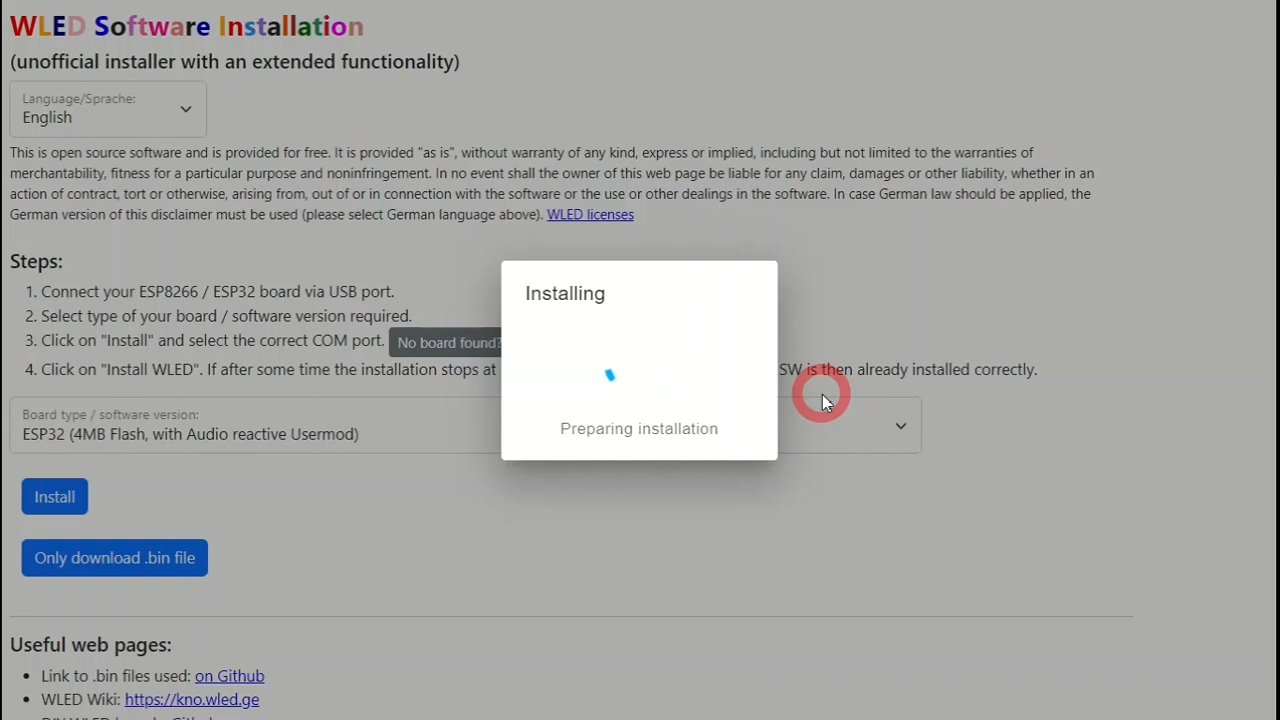 WLED Software Installation
(unofficial installer with an extended functionality)
Language/Sprache:
English
This is open source software and is provided for free. It is provided "as is", without warranty of any kind, express or implied, including but not limited to the warranties of
merchantability, fitness for a particular purpose and noninfringement. In no event shall the owner of this web page be liable for any claim, damages or other liability, whether in an
action of contract, tort or otherwise, arising from, out of or in connection with the software or the use or other dealings in the software. In case German law should be applied, the
German version of this disclaimer must be used (please select German language above). WLED licenses
Steps:
1. Connect your ESP8266 / ESP32 board via USB port.
2. Select type of your board / software version required.
3. Click on "Install" and select the correct COM port. No board found?
4. Click on "Install WLED". If after some time the installation stops at
SW is then already installed correctly.
Installing
Preparing installation
Board type / software version:
ESP32 (4MB Flash, with Audio reactive Usermod)
Install
Only download .bin file
Useful web pages:
• Link to .bin files used: on Github
• WLED Wiki: https://kno.wled.ge